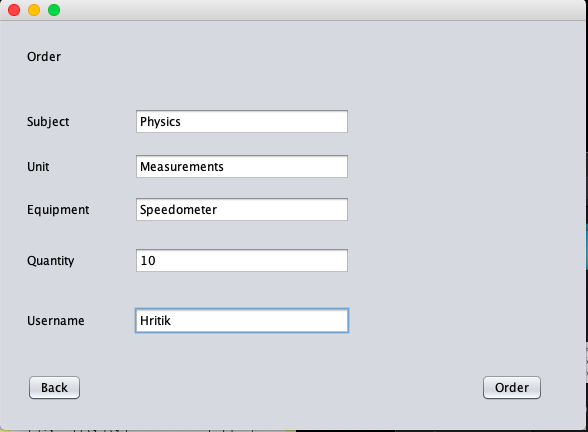 Order
Subject Physics
Unit Measurements
Equipment Speedometer
Quantity 10
Username Hritik
Back Order